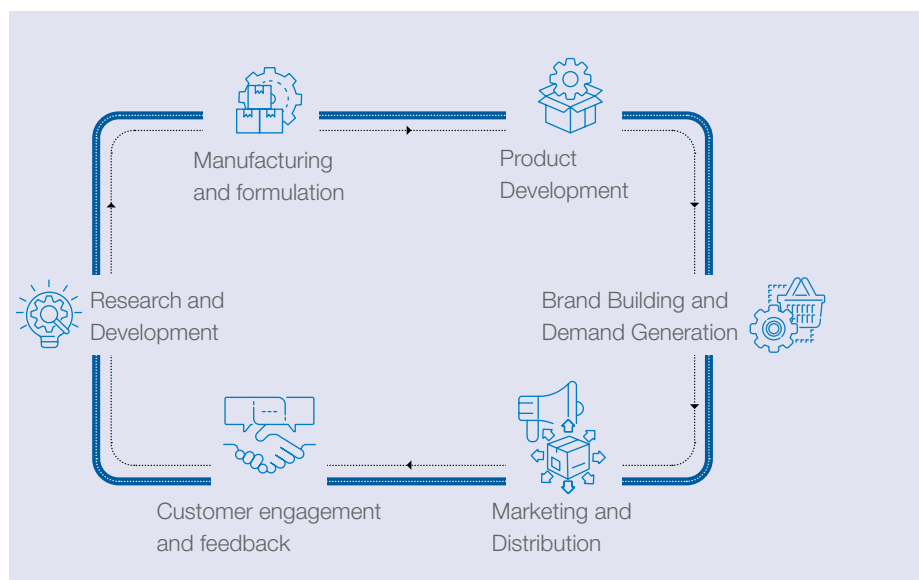 Manufacturing
and formulation
Product
Development
Research and
Development
Brand Building and
Demand Generation
Customer engagement
and feedback
Marketing and
Distribution